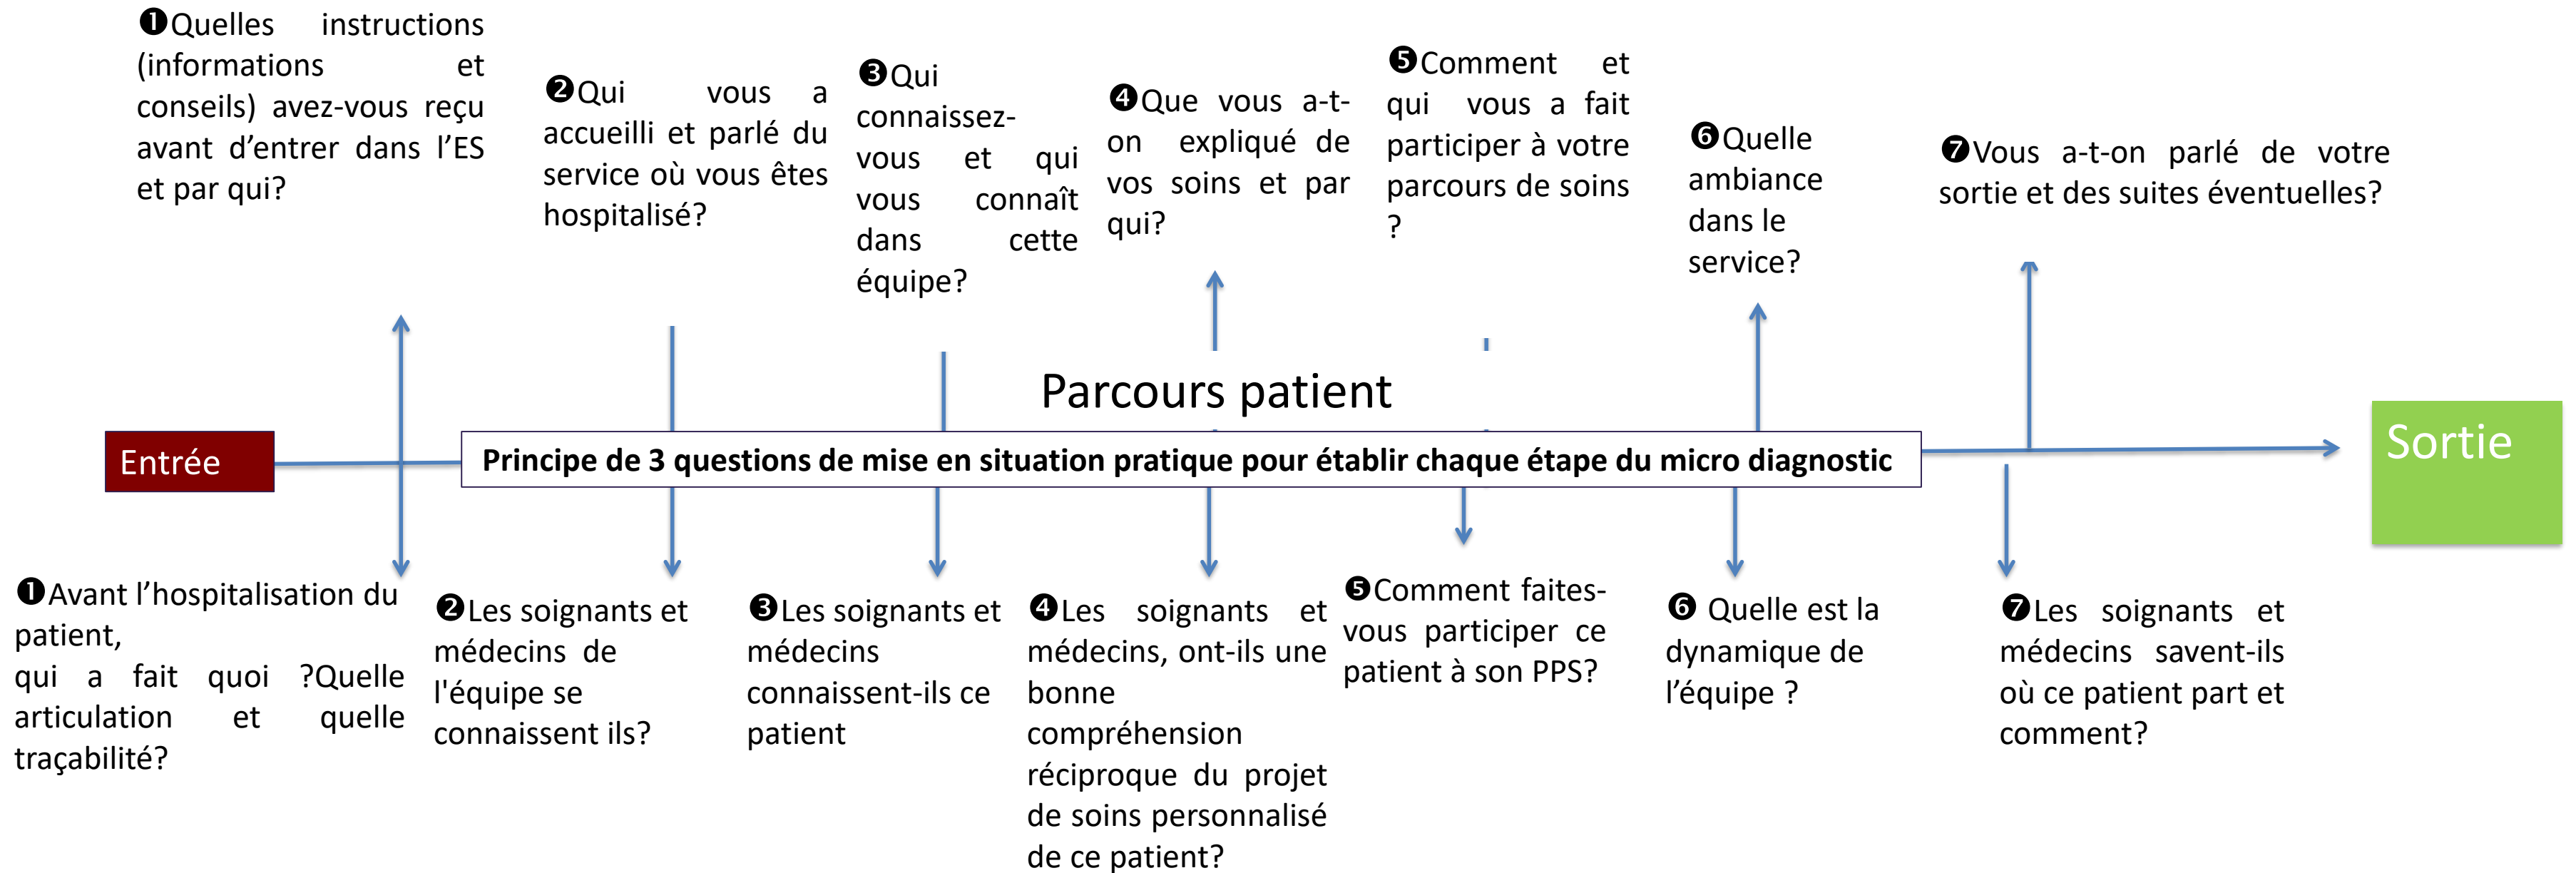 ❶Quelles instructions
(informations et
conseils) avez-vous reçu
avant d’entrer dans l’ES
et par qui?
❷Qui vous a
accueilli et parlé du
service où vous êtes
hospitalisé?
❸Qui
connaissez-
vous et qui
vous connaît
dans cette
équipe?
❹Que vous a-t-
on expliqué de
vos soins et par
qui?
❺Comment et
qui vous a fait
participer à votre
parcours de soins
?
❻Quelle
ambiance
dans le
service?
❼Vous a-t-on parlé de votre
sortie et des suites éventuelles?
Parcours patient
Entrée
Principe de 3 questions de mise en situation pratique pour établir chaque étape du micro diagnostic
Sortie
❶Avant l’hospitalisation du
patient,
qui a fait quoi ?Quelle
articulation et quelle
traçabilité?
❷Les soignants et
médecins de
l'équipe se
connaissent ils?
❸Les soignants et
médecins
connaissent-ils ce
patient
❹Les soignants et
médecins, ont-ils une
bonne
compréhension
réciproque du projet
de soins personnalisé
de ce patient?
❺Comment faites-
vous participer ce
patient à son PPS?
❻ Quelle est la
dynamique de
l’équipe ?
❼Les soignants et
médecins savent-ils
où ce patient part et
comment?